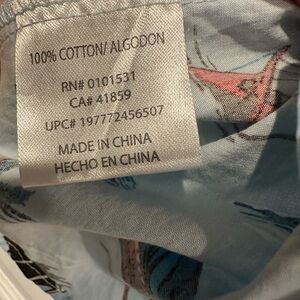 100% COTTON/ ALGODON
RN# 0101531
CA# 41859
UPC# 197772456507
MADE IN CHINA
HECHO EN CHINA